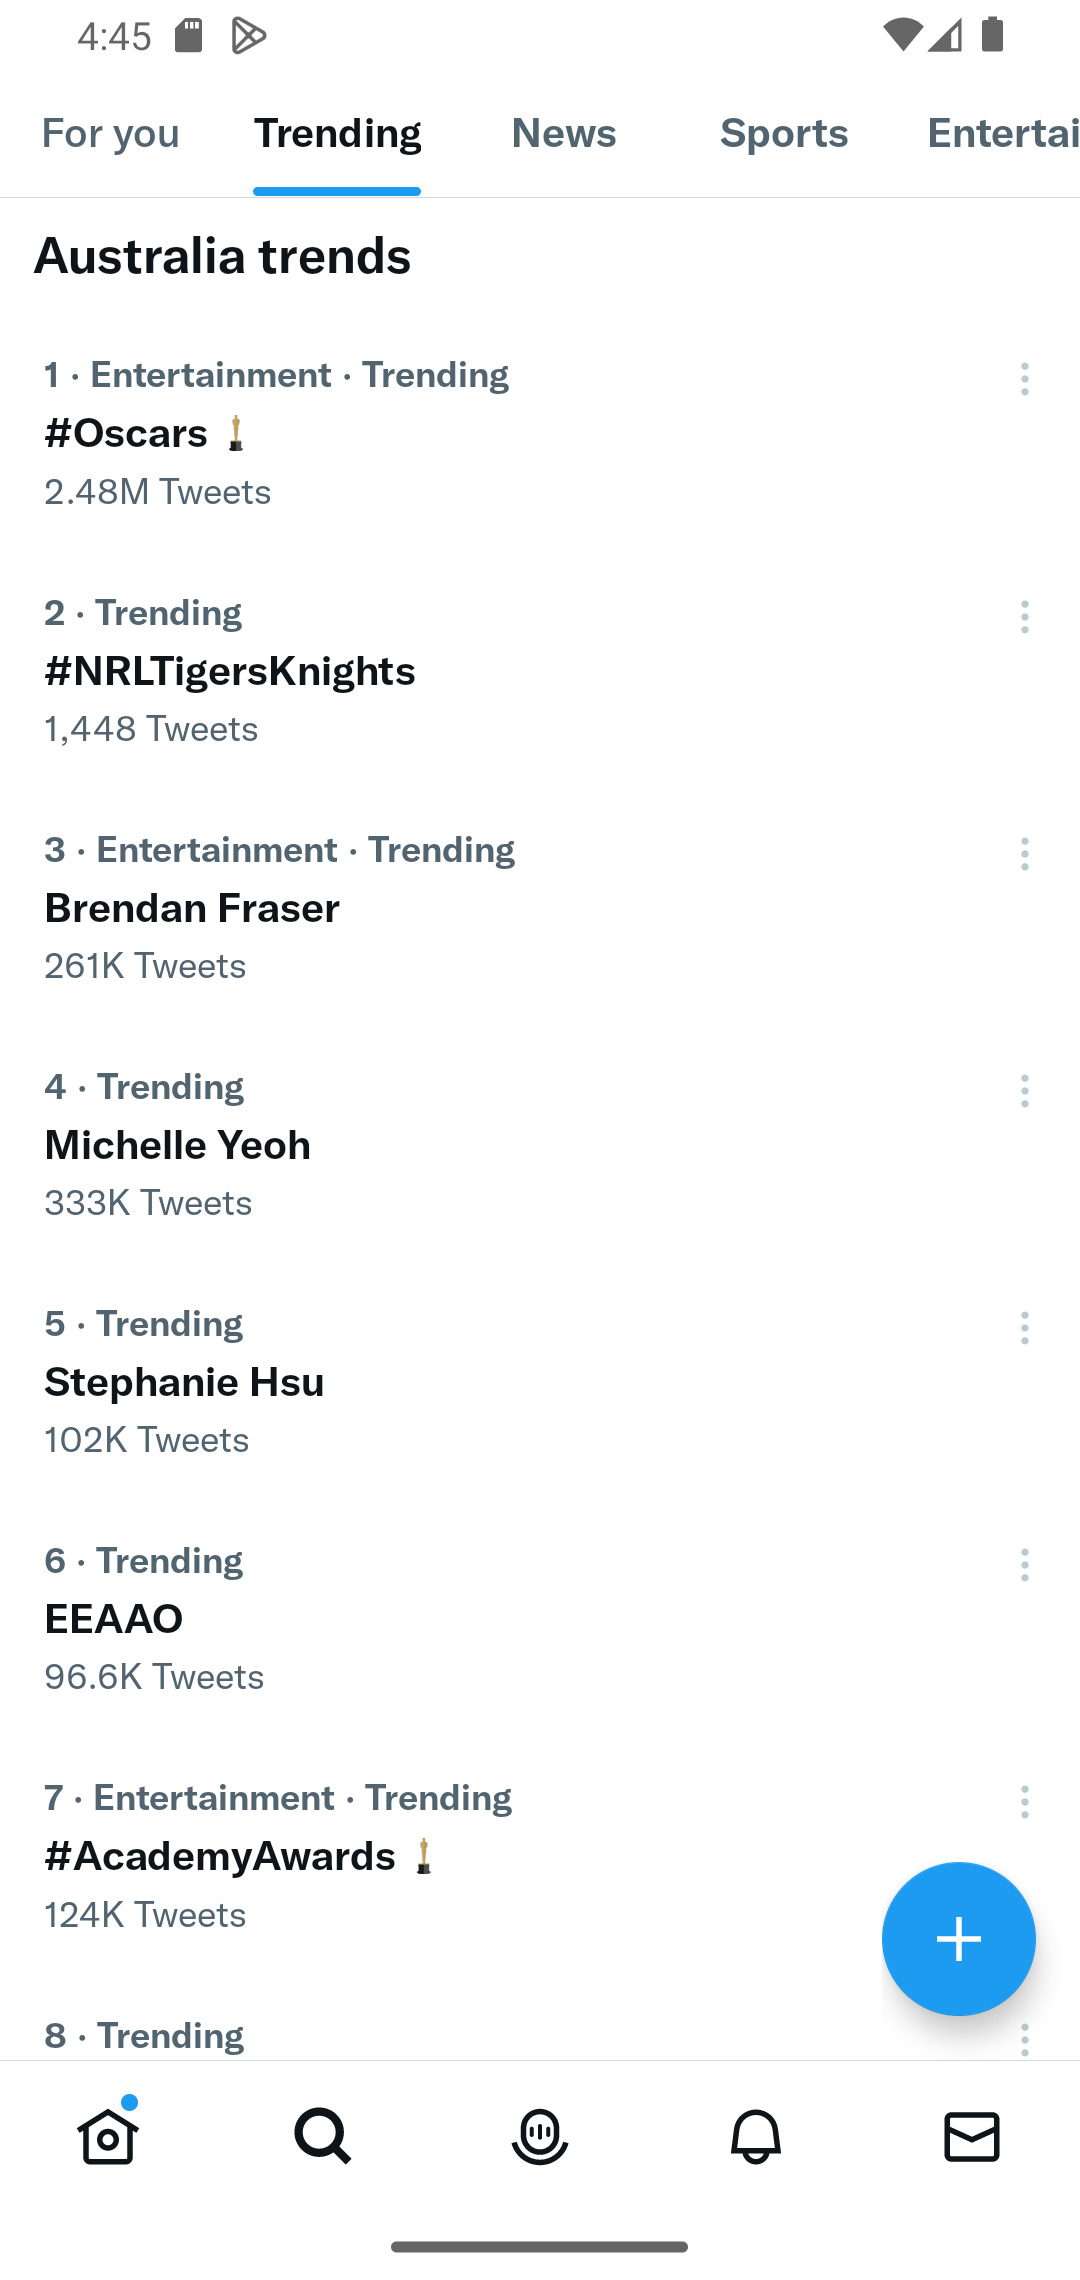 4:45
For you Trending News Sports Entertai
Australia trends
1 · Entertainment · Trending
#Oscars
2.48M Tweets
2 · Trending
#NRLTigersKnights
1,448 Tweets
3 · Entertainment · Trending
Brendan Fraser
261K Tweets
4 · Trending
Michelle Yeoh
333K Tweets
5 · Trending
Stephanie Hsu
102K Tweets
6 · Trending
EEAAO
96.6K Tweets
7 · Entertainment · Trending
#AcademyAwards
124K Tweets
8 · Trending